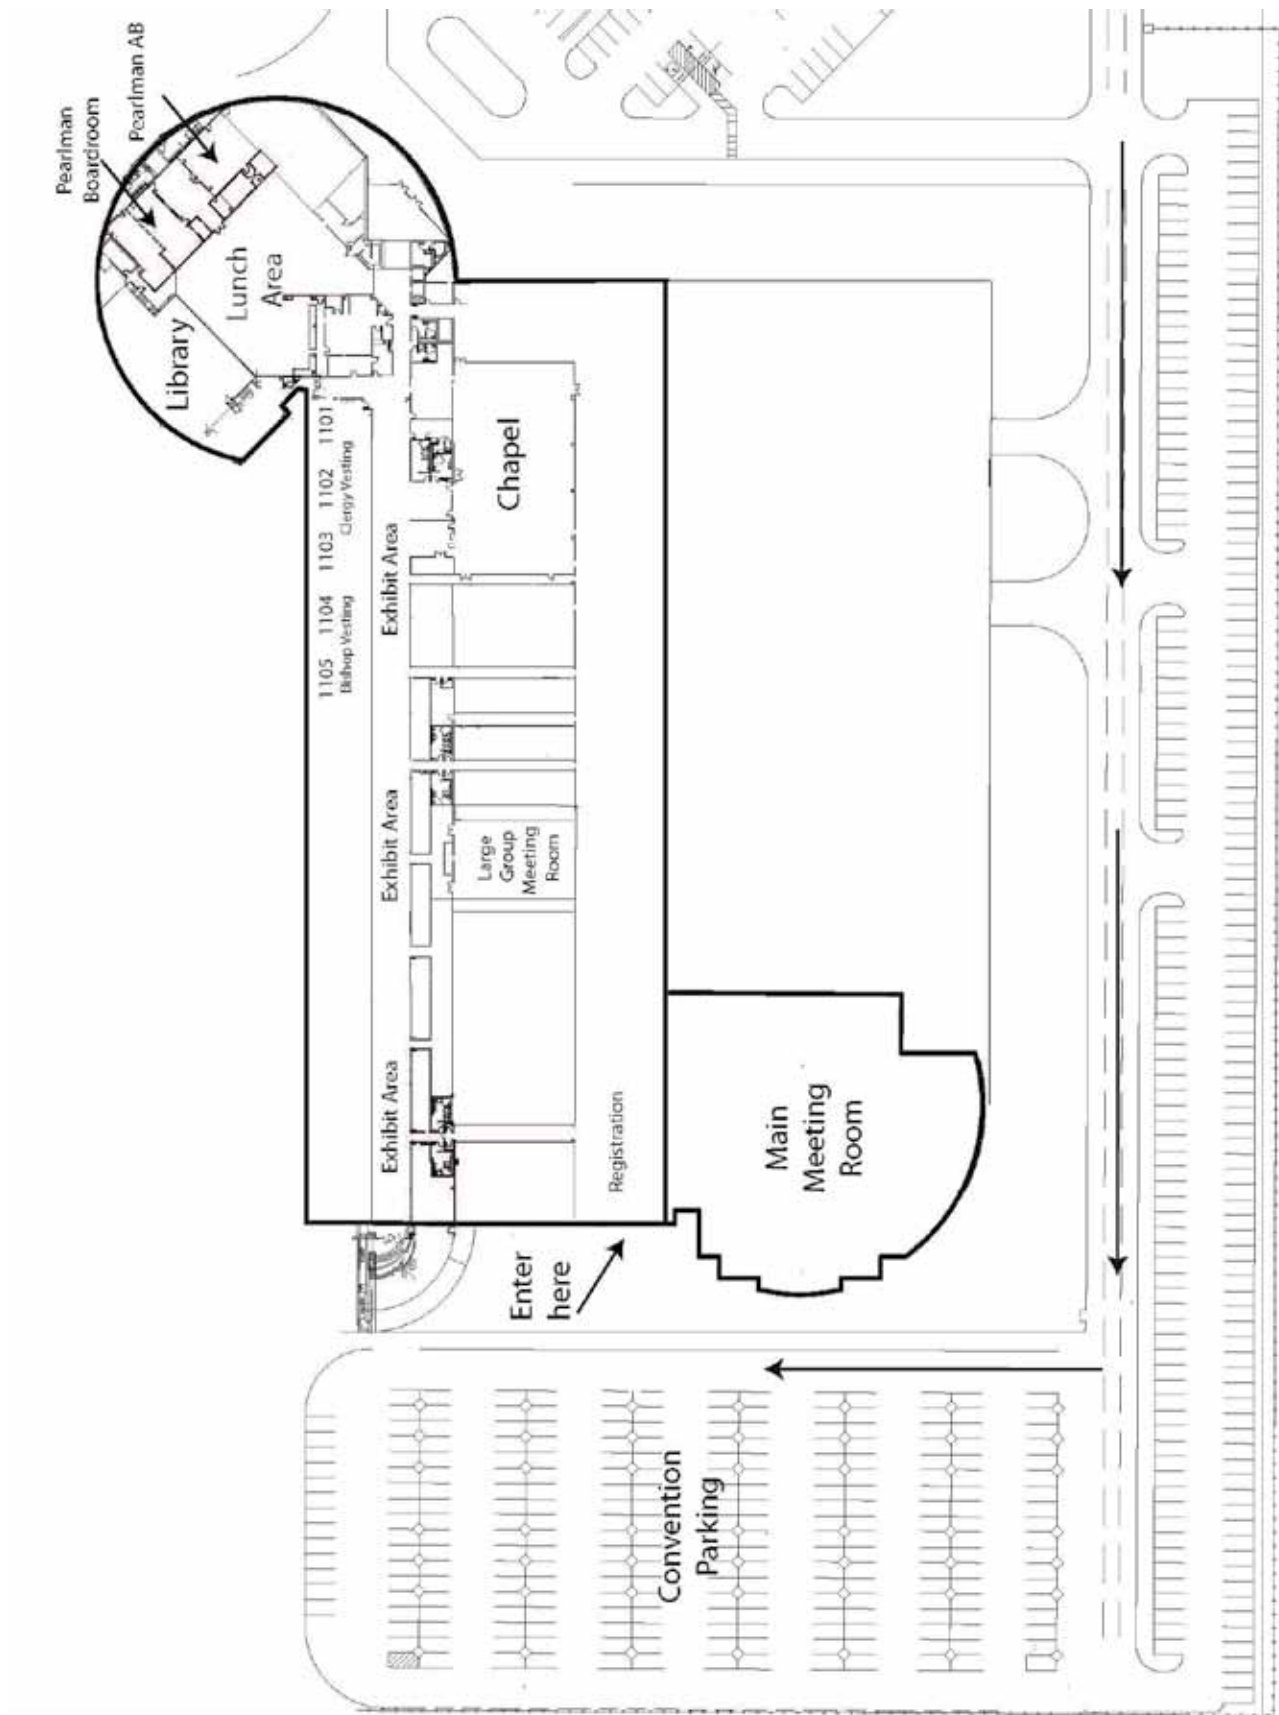 Pearlman
Boardroom
Pearlman AB
Library
Lunch
Area
1105
1104
1103
1102
1101
Bishop Vesting
Clergy Vesting
Exhibit Area
Exhibit Area
Exhibit Area
Large
Group
Meeting
Room
Chapel
Registration
Enter
here
Main
Meeting
Room
Convention
Parking